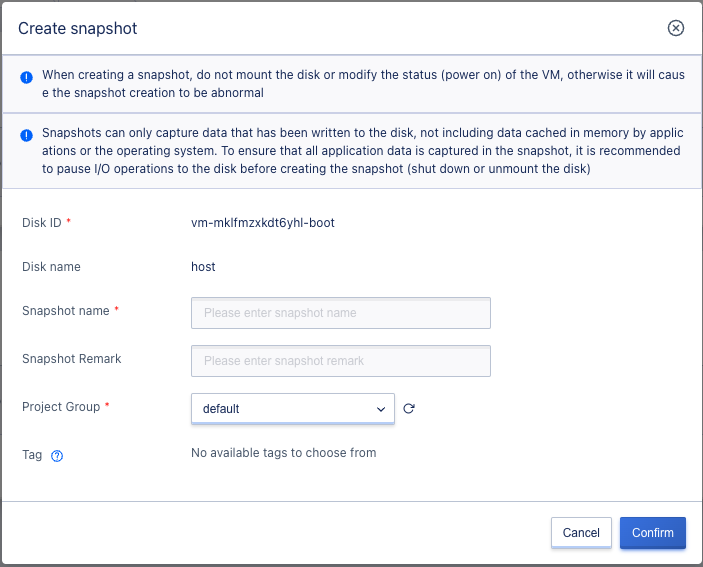 Create snapshot
When creating a snapshot, do not mount the disk or modify the status (power on) of the VM, otherwise it will caus
e the snapshot creation to be abnormal
Snapshots can only capture data that has been written to the disk, not including data cached in memory by applic
ations or the operating system. To ensure that all application data is captured in the snapshot, it is recommended
to pause I/O operations to the disk before creating the snapshot (shut down or unmount the disk)
Disk ID * vm-mklfmzxkdt6yhl-boot
Disk name host
Snapshot name * Please enter snapshot name
Snapshot Remark Please enter snapshot remark
Project Group * default
Tag No available tags to choose from
Cancel Confirm